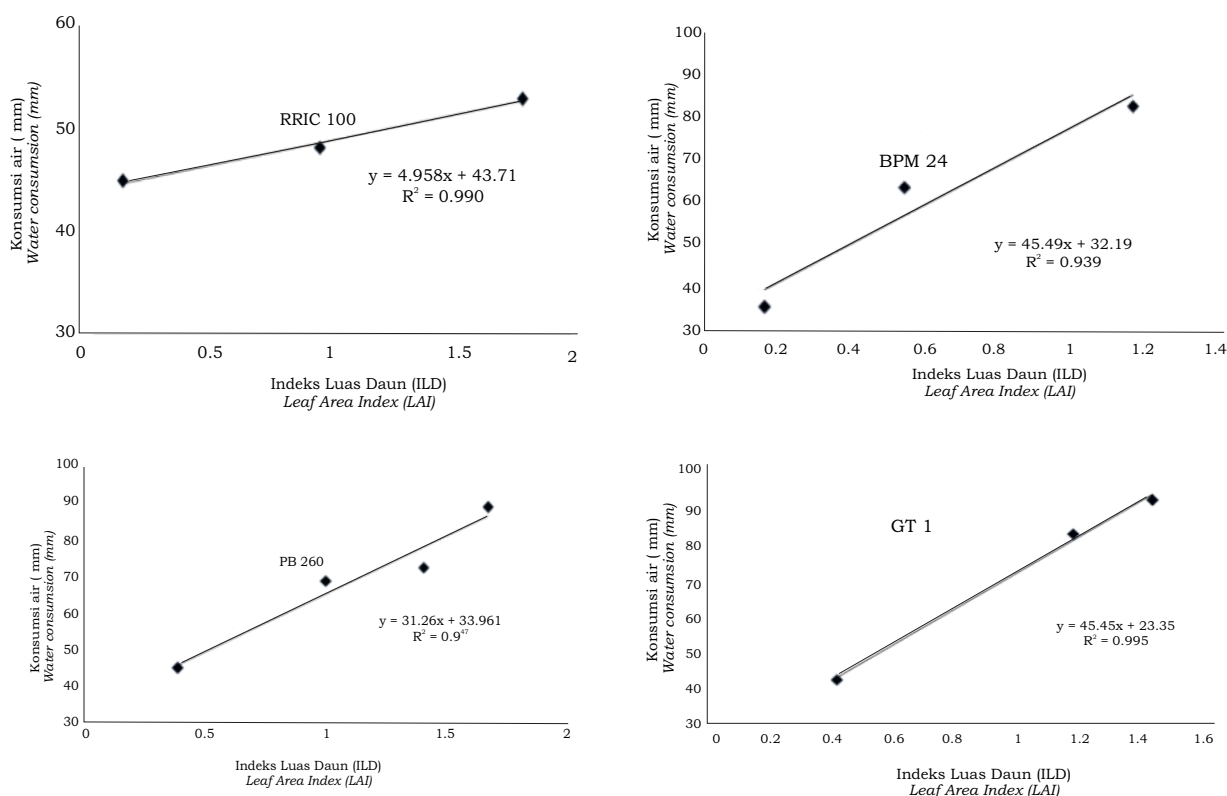 60
50
40
30
0 0.5 1 1.5 2
Konsumsi air ( mm)
Water consumsion (mm)
RRIC 100
y = 4.958x + 43.71
R² = 0.990
Indeks Luas Daun (ILD)
Leaf Area Index (LAI)
100
90
80
70
60
50
40
30
0 0.2 0.4 0.6 0.8 1 1.2 1.4
Konsumsi air ( mm)
Water consumsion (mm)
BPM 24
y = 45.49x + 32.19
R² = 0.939
Indeks Luas Daun (ILD)
Leaf Area Index (LAI)
100
90
80
70
60
50
40
30
0 0.5 1 1.5 2
Konsumsi air ( mm)
Water consumsion (mm)
PB 260
y = 31.26x + 33.961
R² = 0.9⁴⁷
Indeks Luas Daun (ILD)
Leaf Area Index (LAI)
100
90
80
70
60
50
40
30
0 0.2 0.4 0.6 0.8 1 1.2 1.4 1.6
Konsumsi air ( mm)
Water consumsion (mm)
GT 1
y = 45.45x + 23.35
R² = 0.995
Indeks Luas Daun (ILD)
Leaf Area Index (LAI)